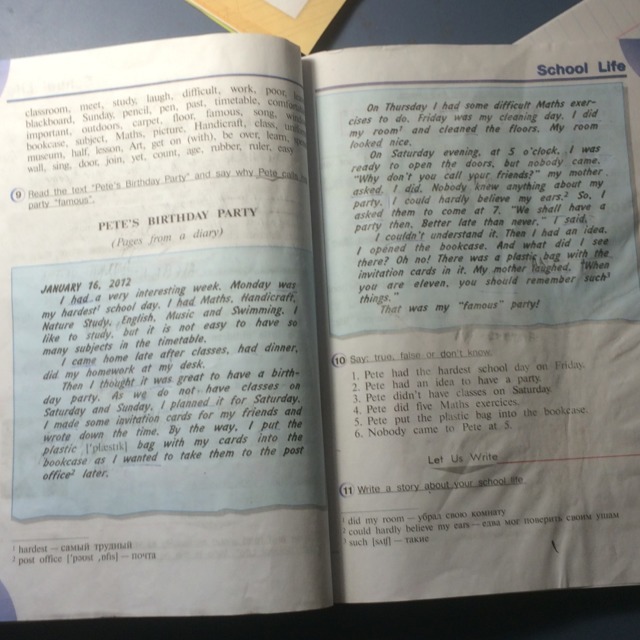 classroom, meet, study, laugh, difficult, work, poor,
blackboard, Sunday, pencil, pen, past, timetable,
important, outdoors, carpet, floor, famous, song,
bookcase, subject, Maths, picture, Handicraft, class,
museum, half, lesson, Art, get on (with), be over, keen,
wall, sing, door, join, yet, count, age, rubber, ruler, easy
9 Read the text "Pete's Birthday Party" and say why Pete calls his
party "famous".
PETE'S BIRTHDAY PARTY
(Pages from a diary)
JANUARY 16, 2012
I had a very interesting week. Monday was
my hardest¹ school day. I had Maths, Handicraft,
Nature Study, English, Music and Swimming. I
like to study, but it is not easy to have so
many subjects in the timetable.
I came home late after classes, had dinner,
did my homework at my desk.
Then I thought it was great to have a birth-
day party. As we do not have classes on
Saturday and Sunday, I planned it for Saturday.
I made some invitation cards for my friends and
wrote down the time. By the way, I put the
plastic ['plæstik] bag with my cards into the
bookcase as I wanted to take them to the post
office² later.
¹ hardest — самый трудный
² post office ['pəʊst ˌɒfɪs] — почта
School Life
On Thursday I had some difficult Maths exer-
cises to do. Friday was my cleaning day. I did
my room¹ and cleaned the floors. My room
looked nice.
On Saturday evening, at 5 o'clock, I was
ready to open the doors, but nobody came.
"Why don't you call your friends?" my mother
asked. I did. Nobody knew anything about my
party. I could hardly believe my ears.² So, I
asked them to come at 7. "We shall have a
party then. Better late than never," I said.
I couldn't understand it. Then I had an idea.
I opened the bookcase. And what did I see
there? Oh no! There was a plastic bag with the
invitation cards in it. My mother laughed, "When
you are eleven, you should remember such³
things."
That was my "famous" party!
10 Say: true, false or don't know.
1. Pete had the hardest school day on Friday.
2. Pete had an idea to have a party.
3. Pete didn't have classes on Saturday.
4. Pete did five Maths exercises.
5. Pete put the plastic bag into the bookcase.
6. Nobody came to Pete at 5.
Let Us Write
11 Write a story about your school life.
¹ did my room — убрал свою комнату
² could hardly believe my ears — едва мог поверить своим ушам
³ such [sʌtʃ] — такие